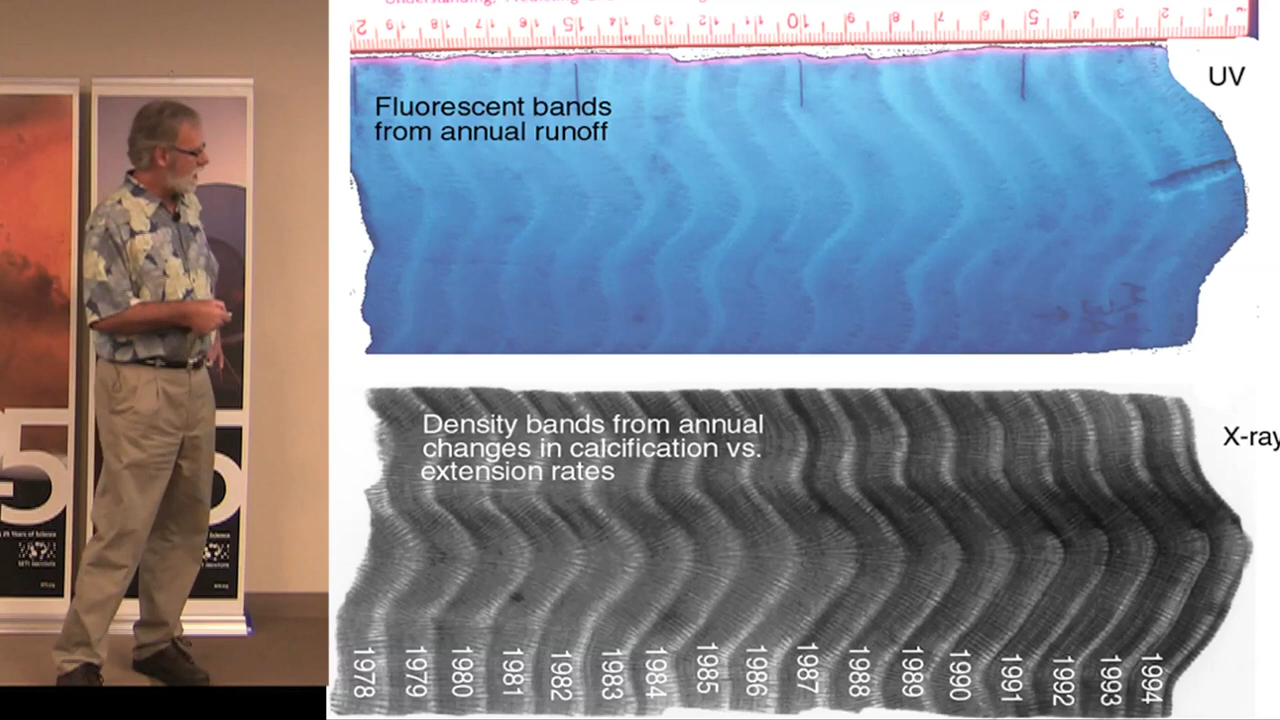 UV
Fluorescent bands
from annual runoff
Density bands from annual
changes in calcification vs.
extension rates
X-ray
1978
1979
1980
1981
1982
1983
1984
1985
1986
1987
1988
1989
1990
1991
1992
1993
1994